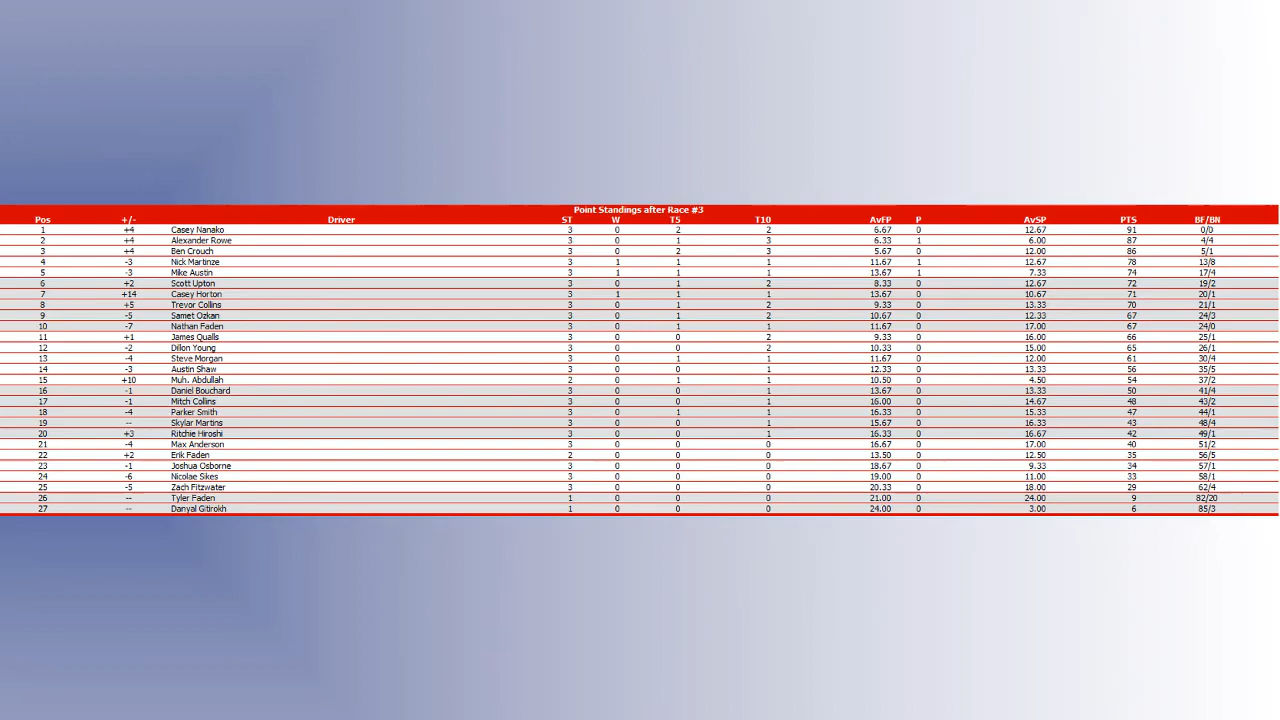 Point Standings after Race #3
Pos +/- Driver ST W T5 T10 AvFP P AvSP PTS BF/BN
1 +4 Casey Nanako 3 0 2 2 6.67 0 12.67 91 0/0
2 +4 Alexander Rowe 3 0 1 3 6.33 1 6.00 87 4/4
3 +4 Ben Crouch 3 0 2 3 5.67 0 12.00 86 5/1
4 -3 Nick Martinze 3 1 1 1 11.67 1 12.67 78 13/8
5 -3 Mike Austin 3 1 1 1 13.67 1 7.33 74 17/4
6 +2 Scott Upton 3 0 1 2 8.33 0 12.67 72 19/2
7 +14 Casey Horton 3 1 1 1 13.67 0 10.67 71 20/1
8 +5 Trevor Collins 3 0 1 2 9.33 0 13.33 70 21/1
9 -5 Samet Ozkan 3 0 1 2 10.67 0 12.33 67 24/3
10 -7 Nathan Faden 3 0 1 1 11.67 0 17.00 67 24/0
11 +1 James Qualls 3 0 0 2 9.33 0 16.00 66 25/1
12 -2 Dillon Young 3 0 0 2 10.33 0 15.00 65 26/1
13 -4 Steve Morgan 3 0 1 1 11.67 0 12.00 61 30/4
14 -3 Austin Shaw 3 0 0 1 12.33 0 13.33 56 35/5
15 +10 Muh. Abdullah 2 0 1 1 10.50 0 4.50 54 37/2
16 -1 Daniel Bouchard 3 0 0 1 13.67 0 13.33 50 41/4
17 -1 Mitch Collins 3 0 0 1 16.00 0 14.67 48 43/2
18 -4 Parker Smith 3 0 1 1 16.33 0 15.33 47 44/1
19 -- Skylar Martins 3 0 0 1 15.67 0 16.33 43 48/4
20 +3 Ritchie Hiroshi 3 0 0 1 16.33 0 16.67 42 49/1
21 -4 Max Anderson 3 0 0 0 16.67 0 17.00 40 51/2
22 +2 Erik Faden 2 0 0 0 13.50 0 12.50 35 56/5
23 -1 Joshua Osborne 3 0 0 0 18.67 0 9.33 34 57/1
24 -6 Nicolae Sikes 3 0 0 0 19.00 0 11.00 33 58/1
25 -5 Zach Fitzwater 3 0 0 0 20.33 0 18.00 29 62/4
26 -- Tyler Faden 1 0 0 0 21.00 0 24.00 9 82/20
27 -- Danyal Gitirokh 1 0 0 0 24.00 0 3.00 6 85/3